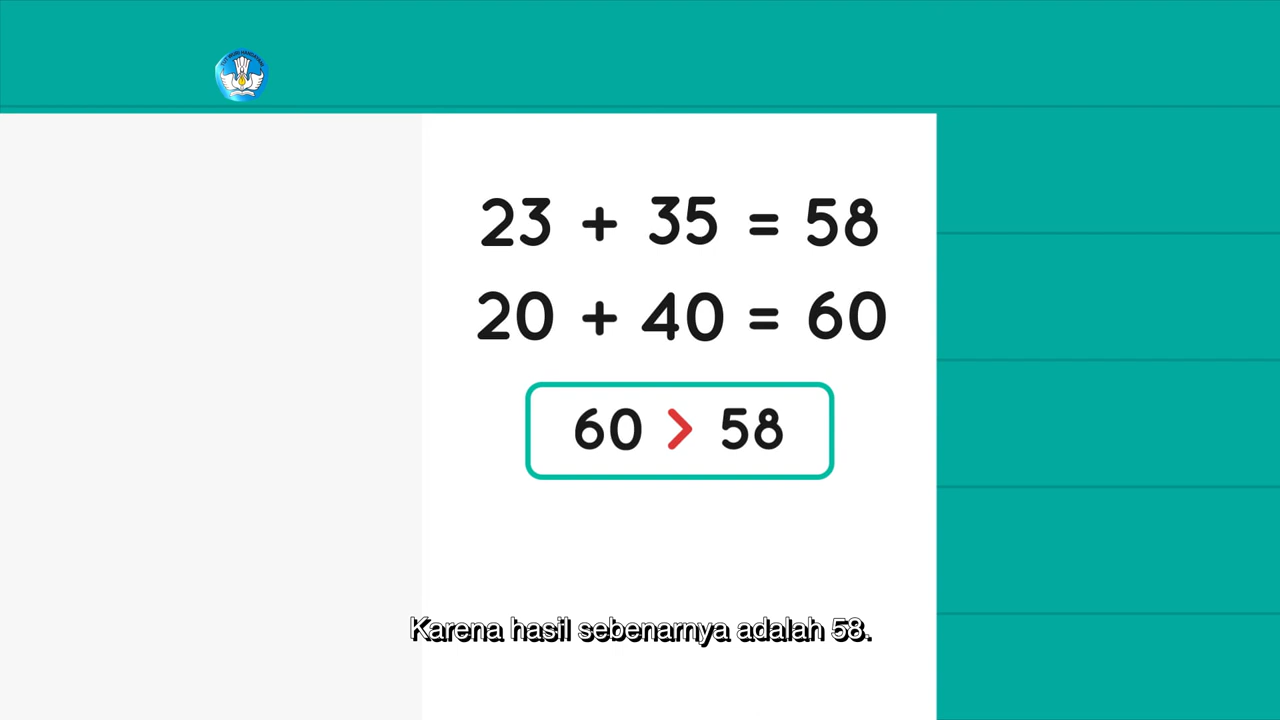 23 + 35 = 58
20 + 40 = 60
60 > 58
Karena hasil sebenarnya adalah 58.